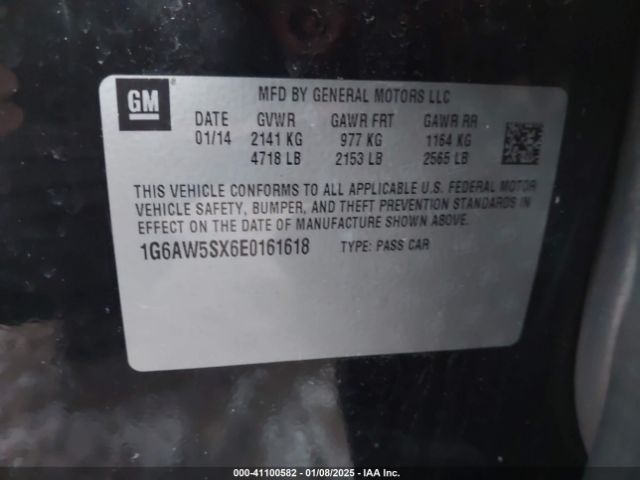 GM
MFD BY GENERAL MOTORS LLC
DATE GVWR GAWR FRT GAWR RR
01/14 2141 KG 977 KG 1164 KG
4718 LB 2153 LB 2565 LB
THIS VEHICLE CONFORMS TO ALL APPLICABLE U.S. FEDERAL MOTOR
VEHICLE SAFETY, BUMPER, AND THEFT PREVENTION STANDARDS IN
EFFECT ON THE DATE OF MANUFACTURE SHOWN ABOVE.
1G6AW5SX6E0161618 TYPE: PASS CAR
000-41100582 - 01/08/2025 - IAA Inc.